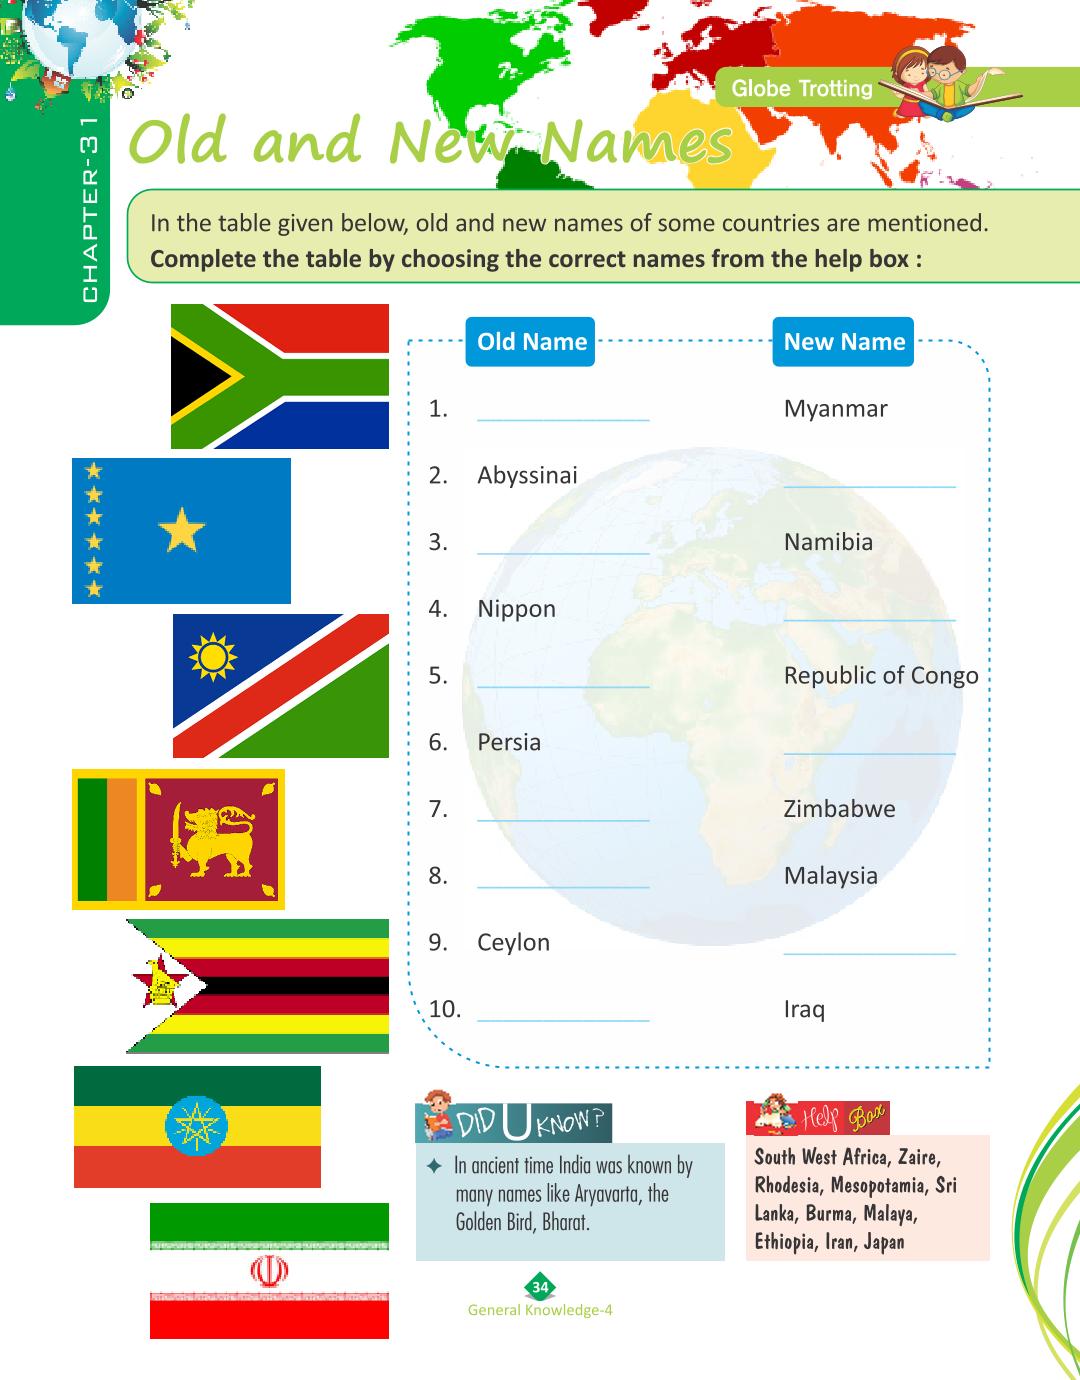 CHAPTER-31
Globe Trotting
Old and New Names
In the table given below, old and new names of some countries are mentioned.
Complete the table by choosing the correct names from the help box :
Old Name New Name
1. ______________ Myanmar
2. Abyssinai ______________
3. ______________ Namibia
4. Nippon ______________
5. ______________ Republic of Congo
6. Persia ______________
7. ______________ Zimbabwe
8. ______________ Malaysia
9. Ceylon ______________
10. ______________ Iraq
DID U KNOW?
In ancient time India was known by
many names like Aryavarta, the
Golden Bird, Bharat.
Help Box
South West Africa, Zaire,
Rhodesia, Mesopotamia, Sri
Lanka, Burma, Malaya,
Ethiopia, Iran, Japan
34
General Knowledge-4